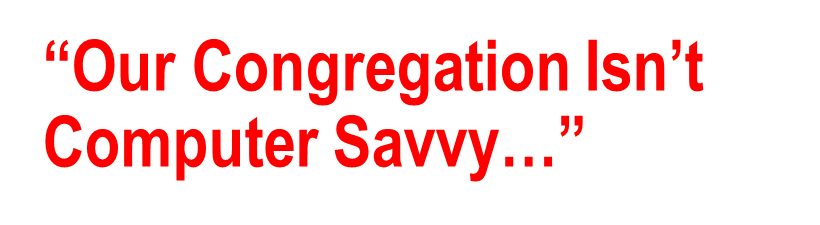 “Our Congregation Isn’t
Computer Savvy…”